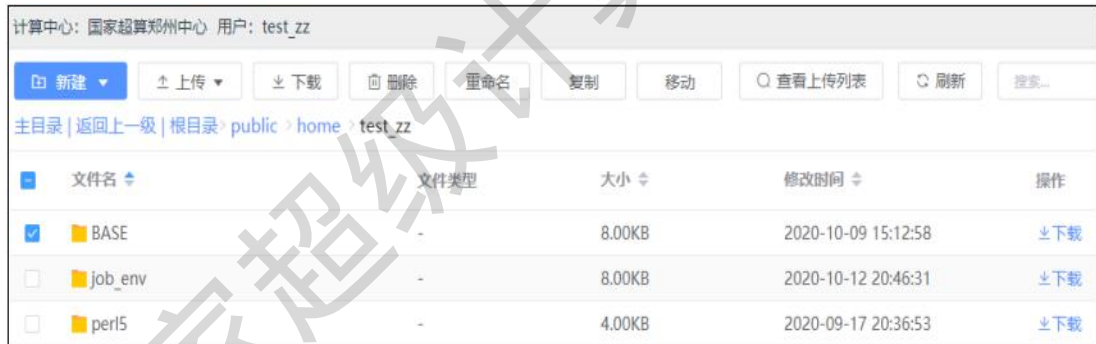 计算中心: 国家超算郑州中心 用户: test_zz
新建 上传 下载 删除 重命名 复制 移动 查看上传列表 刷新 搜索...
主目录 | 返回上一级 | 根目录 > public > home > test_zz
文件名 文件类型 大小 修改时间 操作
BASE - 8.00KB 2020-10-09 15:12:58 下载
job_env - 8.00KB 2020-10-12 20:46:31 下载
perl5 - 4.00KB 2020-09-17 20:36:53 下载
家超级计算